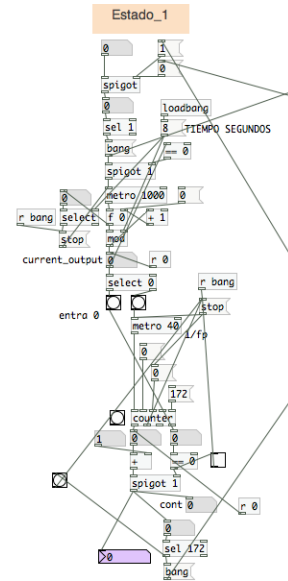 Estado_1
0 1
0
spigot
0 loadbang
sel 1 8 TIEMPO SEGUNDOS
bang == 0
spigot 1
metro 1000 0
0
r bang select f 0 + 1
stop mod
current_output 0 r 0
select 0 r bang
stop
entra 0 metro 40 1/fp
0
0
172
counter
1 0 0
+ == 0
spigot 1
cont 0 r 0
0
0 sel 172
bang